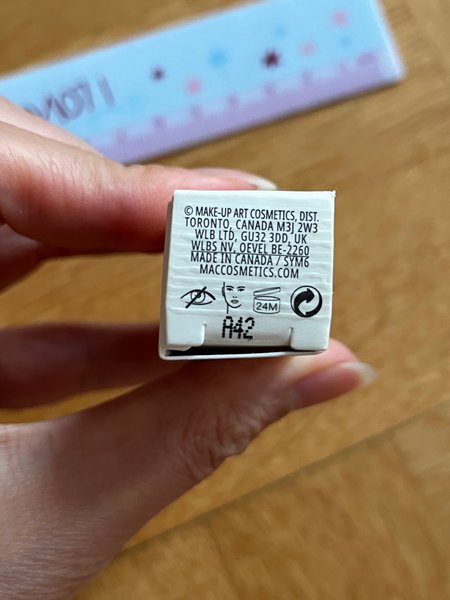 © MAKE-UP ART COSMETICS, DIST.
TORONTO, CANADA M3J 2W3
WLB LTD, GU32 3DD, UK
WLBS NV, OEVEL BE-2260
MADE IN CANADA / SYM6
MACCOSMETICS.COM
24M
A42